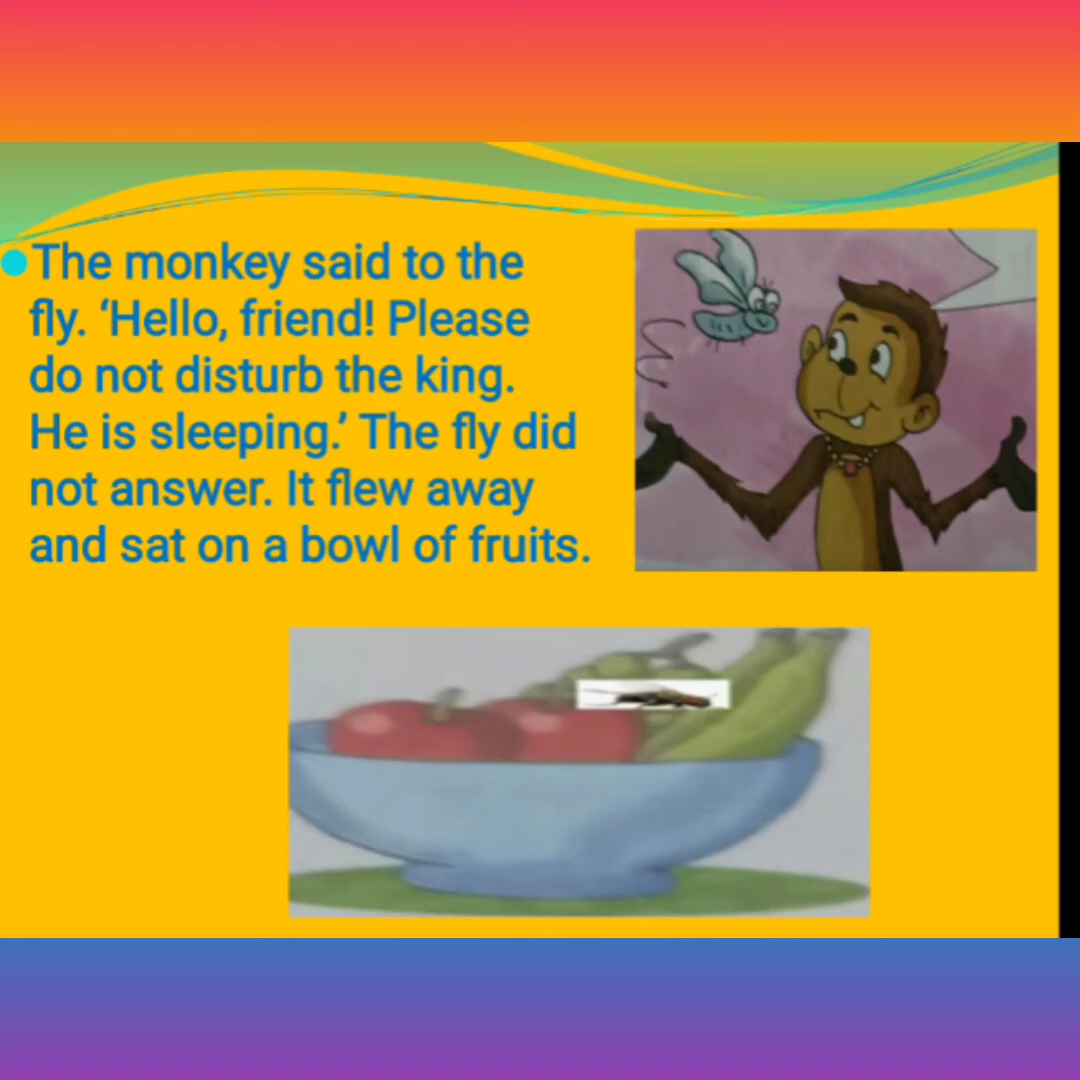 The monkey said to the
fly. ‘Hello, friend! Please
do not disturb the king.
He is sleeping.’ The fly did
not answer. It flew away
and sat on a bowl of fruits.